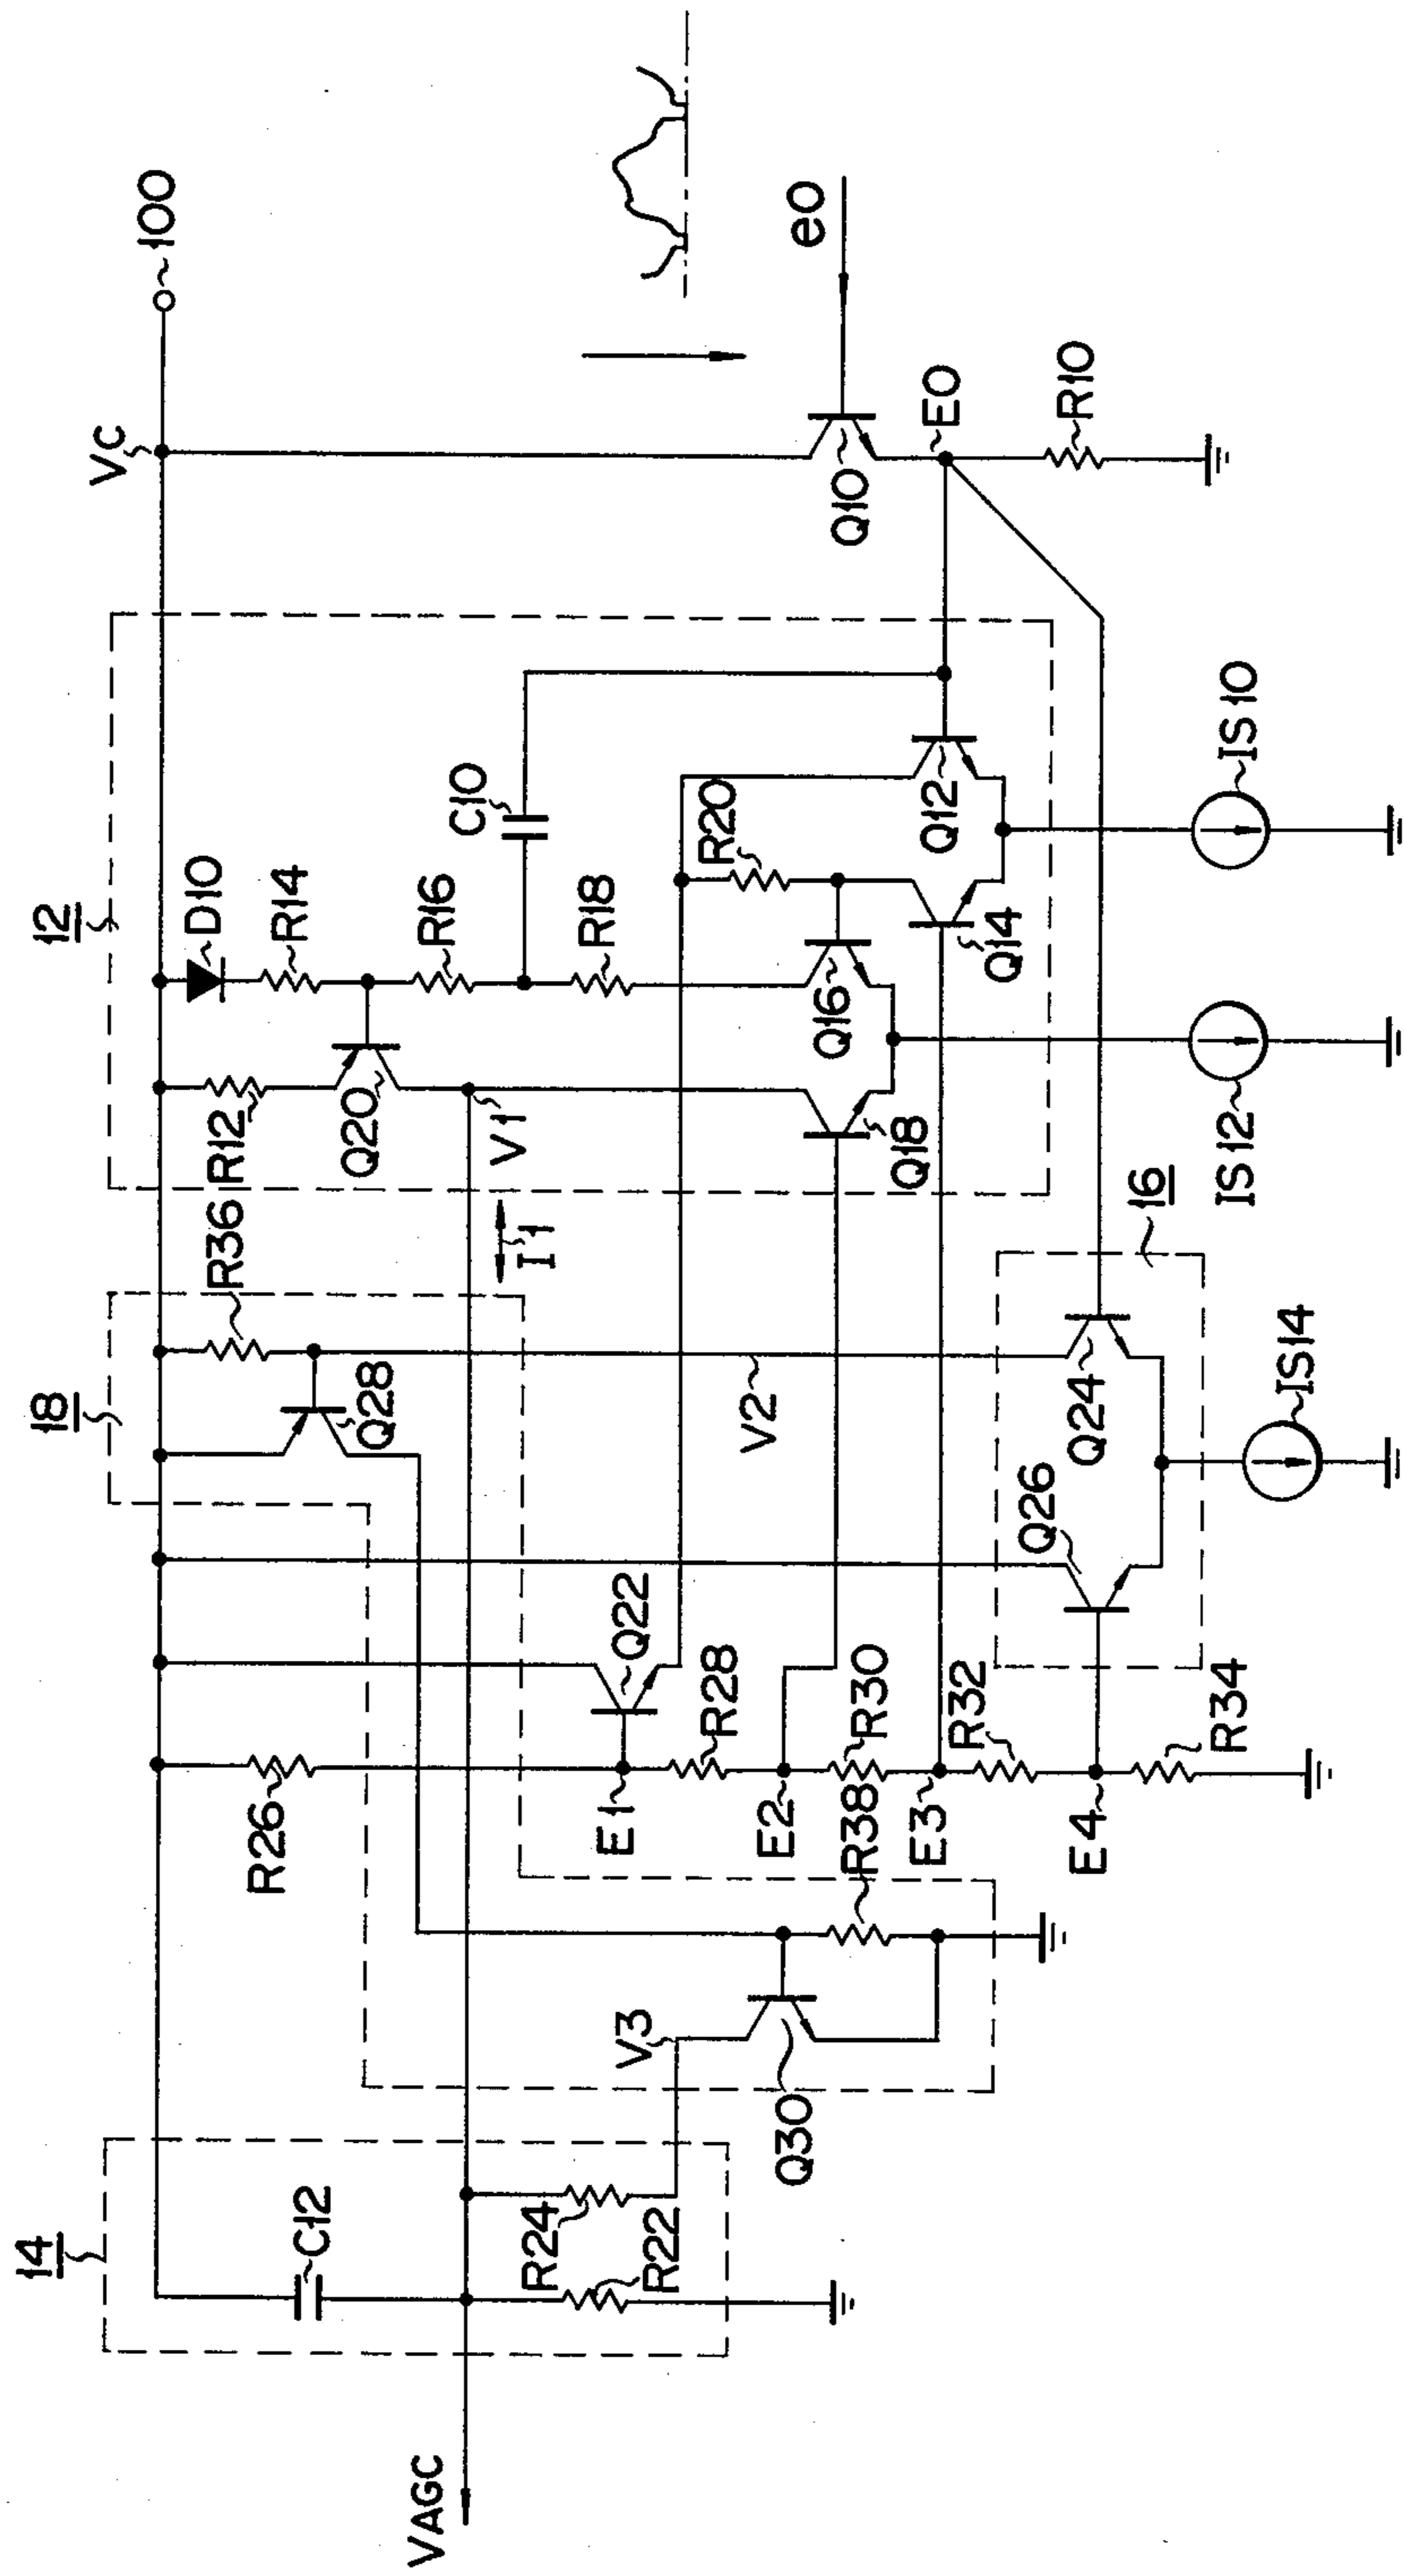 100
VC
e0
E0
R10
Q10
12
D10
R14
C10
R16
R18
R20
Q12
IS10
Q14
Q16
R12
Q20
V1
Q18
IS12
16
R36
I1
18
Q28
V2
Q24
IS14
Q26
Q22
R28
R30
R32
R34
R26
E1
E2
R38
E3
E4
V3
Q30
14
C12
R24
R22
VAGC